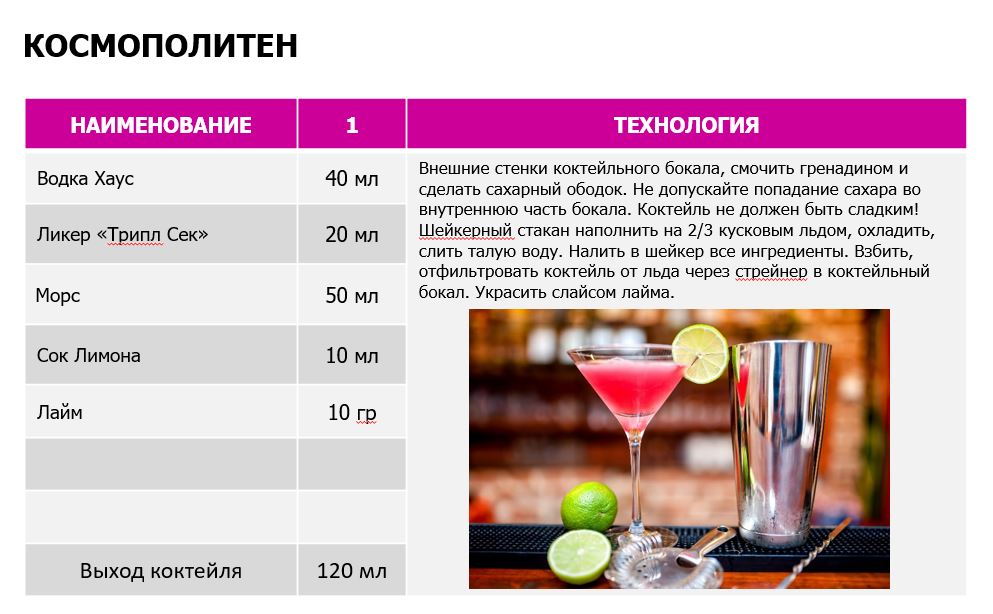 КОСМОПОЛИТЕН
НАИМЕНОВАНИЕ 1 ТЕХНОЛОГИЯ
Водка Хаус 40 мл
Ликер «Трипл Сек» 20 мл
Морс 50 мл
Сок Лимона 10 мл
Лайм 10 гр
Выход коктейля 120 мл
Внешние стенки коктейльного бокала, смочить гренадином и
сделать сахарный ободок. Не допускайте попадание сахара во
внутреннюю часть бокала. Коктейль не должен быть сладким!
Шейкерный стакан наполнить на 2/3 кусковым льдом, охладить,
слить талую воду. Налить в шейкер все ингредиенты. Взбить,
отфильтровать коктейль от льда через стрейнер в коктейльный
бокал. Украсить слайсом лайма.